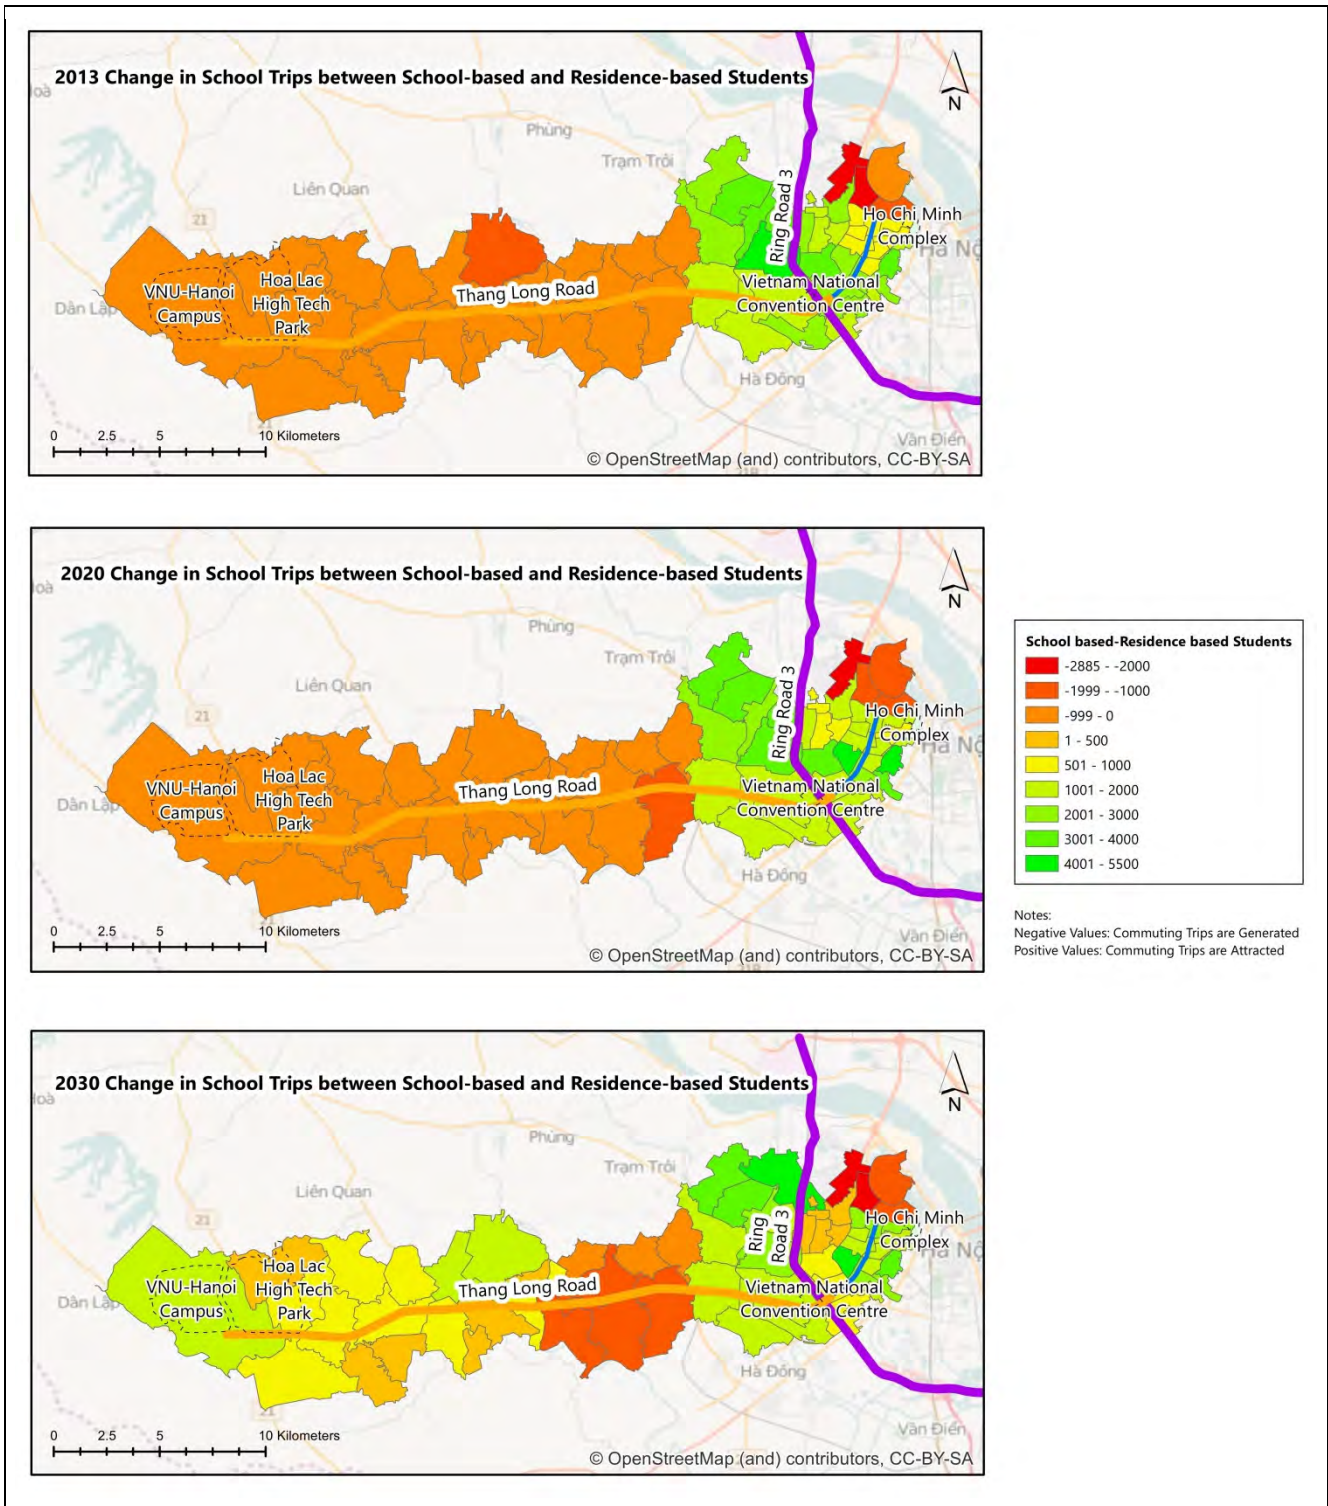 2013 Change in School Trips between School-based and Residence-based Students
N
Phùng
Trạm Trôi
Liên Quan
21
Ring Road 3
Ho Chi Minh
Complex
Hà Nộ
VNU-Hanoi
Campus
Hoa Lac
High Tech
Park
Thang Long Road
Vietnam National
Convention Centre
Dân Lập
Hà Đông
Văn Điển
21
0 2.5 5 10 Kilometers
© OpenStreetMap (and) contributors, CC-BY-SA
2020 Change in School Trips between School-based and Residence-based Students
N
Phùng
Trạm Trôi
Liên Quan
21
Ring Road 3
Ho Chi Minh
Complex
Hà Nộ
VNU-Hanoi
Campus
Hoa Lac
High Tech
Park
Thang Long Road
Vietnam National
Convention Centre
Dân Lập
Hà Đông
Văn Điển
0 2.5 5 10 Kilometers
© OpenStreetMap (and) contributors, CC-BY-SA
School based-Residence based Students
-2885 - -2000
-1999 - -1000
-999 - 0
1 - 500
501 - 1000
1001 - 2000
2001 - 3000
3001 - 4000
4001 - 5500
Notes:
Negative Values: Commuting Trips are Generated
Positive Values: Commuting Trips are Attracted
2030 Change in School Trips between School-based and Residence-based Students
N
Phùng
Trạm Trôi
Liên Quan
21
Ring
Road 3
Ho Chi Minh
Complex
Hà Nộ
VNU-Hanoi
Campus
Hoa Lac
High Tech
Park
Thang Long Road
Vietnam National
Convention Centre
Dân Lập
Hà Đông
Văn Điển
21
0 2.5 5 10 Kilometers
© OpenStreetMap (and) contributors, CC-BY-SA